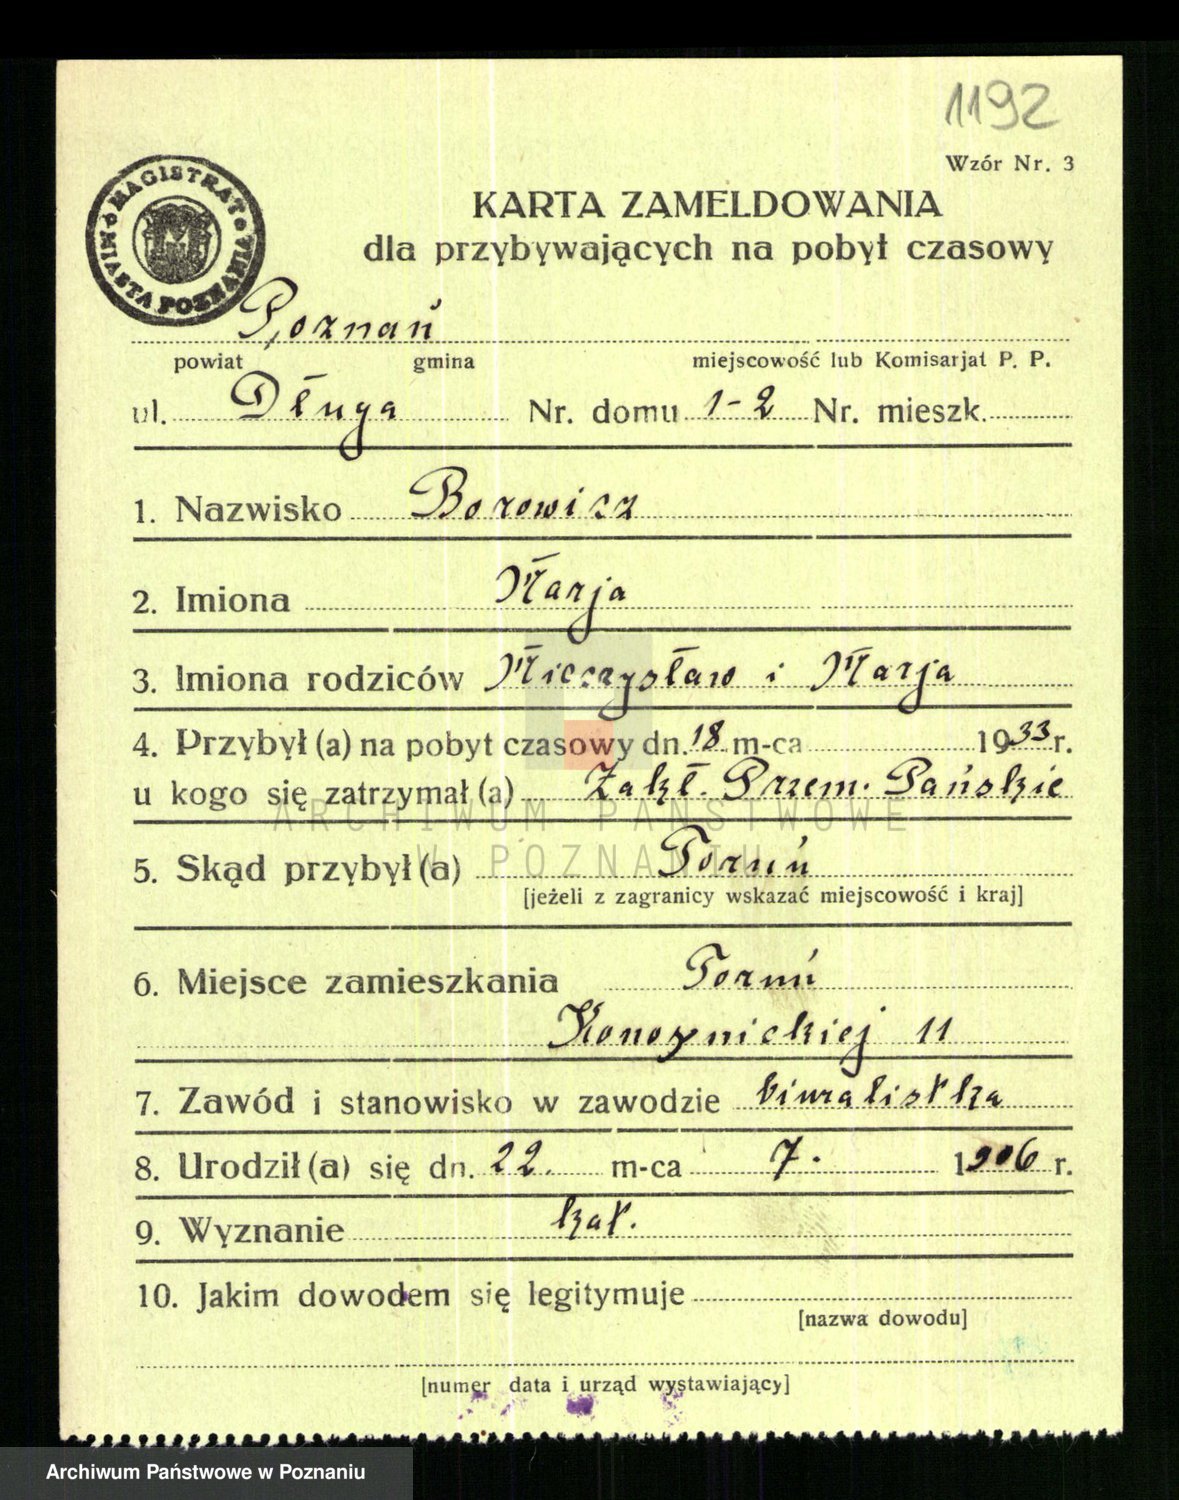 1192
Wzór Nr. 3
MAGISTRAT MIASTA POZNANIA
KARTA ZAMELDOWANIA
dla przybywających na pobyt czasowy
Poznań
powiat gmina miejscowość lub Komisarjat P. P.
ul. Długa Nr. domu 1-2 Nr. mieszk.
1. Nazwisko Borowicz
2. Imiona Marja
3. Imiona rodziców Mieczysław i Marja
4. Przybył (a) na pobyt czasowy dn. 18 m-ca 1933 r.
u kogo się zatrzymał (a) Zakł. Przem. Pańskie
ARCHIWUM PAŃSTWOWE
W POZNANIU
5. Skąd przybył (a) Toruń
[jeżeli z zagranicy wskazać miejscowość i kraj]
6. Miejsce zamieszkania Toruń
Konopnickiej 11
7. Zawód i stanowisko w zawodzie biuralistka
8. Urodził (a) się dn. 22. m-ca 7. 1906 r.
9. Wyznanie kat.
10. Jakim dowodem się legitymuje
[nazwa dowodu]
[numer data i urząd wystawiający]
Archiwum Państwowe w Poznaniu